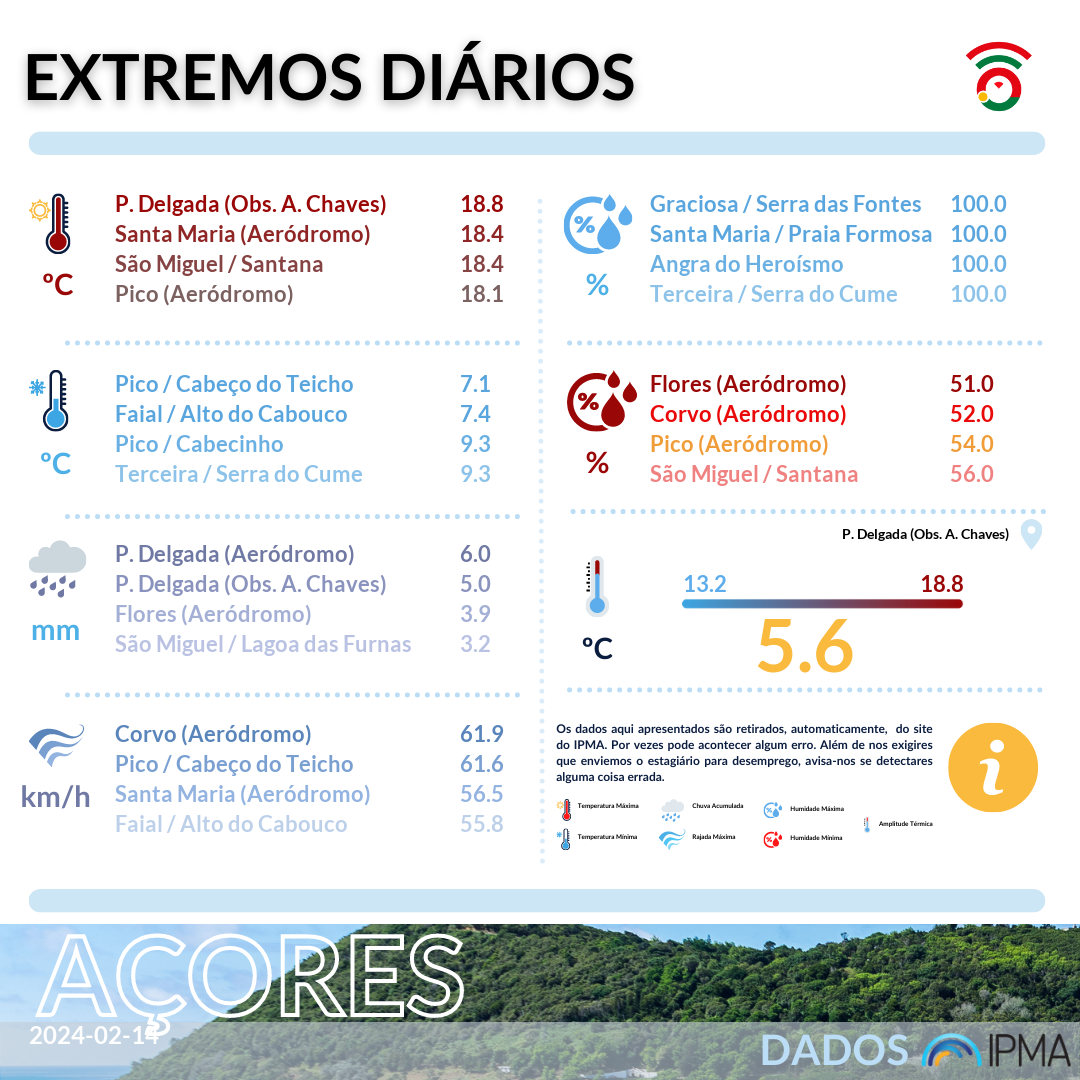 EXTREMOS DIÁRIOS
P. Delgada (Obs. A. Chaves) 18.8
Santa Maria (Aeródromo) 18.4
São Miguel / Santana 18.4
Pico (Aeródromo) 18.1
ºC
Pico / Cabeço do Teicho 7.1
Faial / Alto do Cabouco 7.4
Pico / Cabecinho 9.3
Terceira / Serra do Cume 9.3
ºC
P. Delgada (Aeródromo) 6.0
P. Delgada (Obs. A. Chaves) 5.0
Flores (Aeródromo) 3.9
São Miguel / Lagoa das Furnas 3.2
mm
Corvo (Aeródromo) 61.9
Pico / Cabeço do Teicho 61.6
Santa Maria (Aeródromo) 56.5
Faial / Alto do Cabouco 55.8
km/h
Graciosa / Serra das Fontes 100.0
Santa Maria / Praia Formosa 100.0
Angra do Heroísmo 100.0
Terceira / Serra do Cume 100.0
%
%
Flores (Aeródromo) 51.0
Corvo (Aeródromo) 52.0
Pico (Aeródromo) 54.0
São Miguel / Santana 56.0
%
%
P. Delgada (Obs. A. Chaves)
13.2 18.8
5.6
ºC
Os dados aqui apresentados são retirados, automaticamente, do site
do IPMA. Por vezes pode acontecer algum erro. Além de nos exigires
que enviemos o estagiário para desemprego, avisa-nos se detectares
alguma coisa errada.
i
Temperatura Máxima Chuva Acumulada Humidade Máxima
Amplitude Térmica
Temperatura Mínima Rajada Máxima Humidade Mínima
AÇORES
2024-02-14
DADOS IPMA